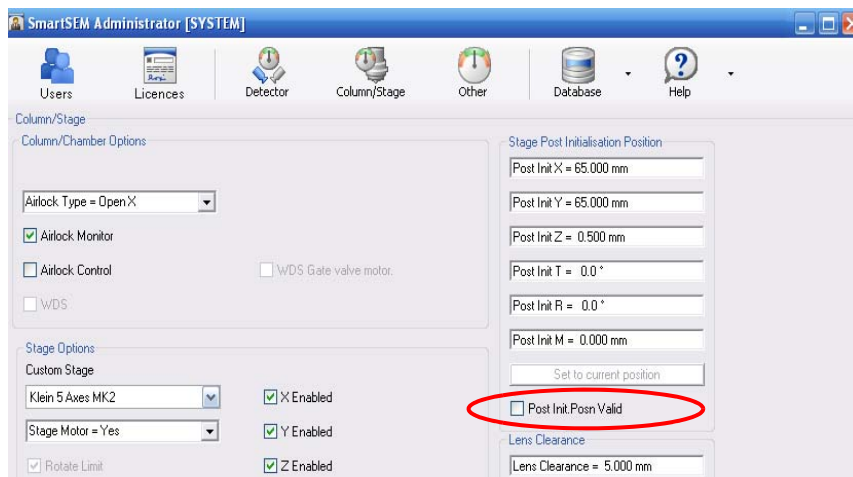 SmartSEM Administrator [SYSTEM]
Users
Licences
Detector
Column/Stage
Other
Database
Help
Column/Stage
Column/Chamber Options
Airlock Type = Open X
Airlock Monitor
Airlock Control
WDS Gate valve motor.
WDS
Stage Options
Custom Stage
Klein 5 Axes MK2
X Enabled
Stage Motor = Yes
Y Enabled
Rotate Limit
Z Enabled
Stage Post Initialisation Position
Post Init X = 65.000 mm
Post Init Y = 65.000 mm
Post Init Z = 0.500 mm
Post Init T = 0.0 °
Post Init R = 0.0 °
Post Init M = 0.000 mm
Set to current position
Post Init.Posn Valid
Lens Clearance
Lens Clearance = 5.000 mm